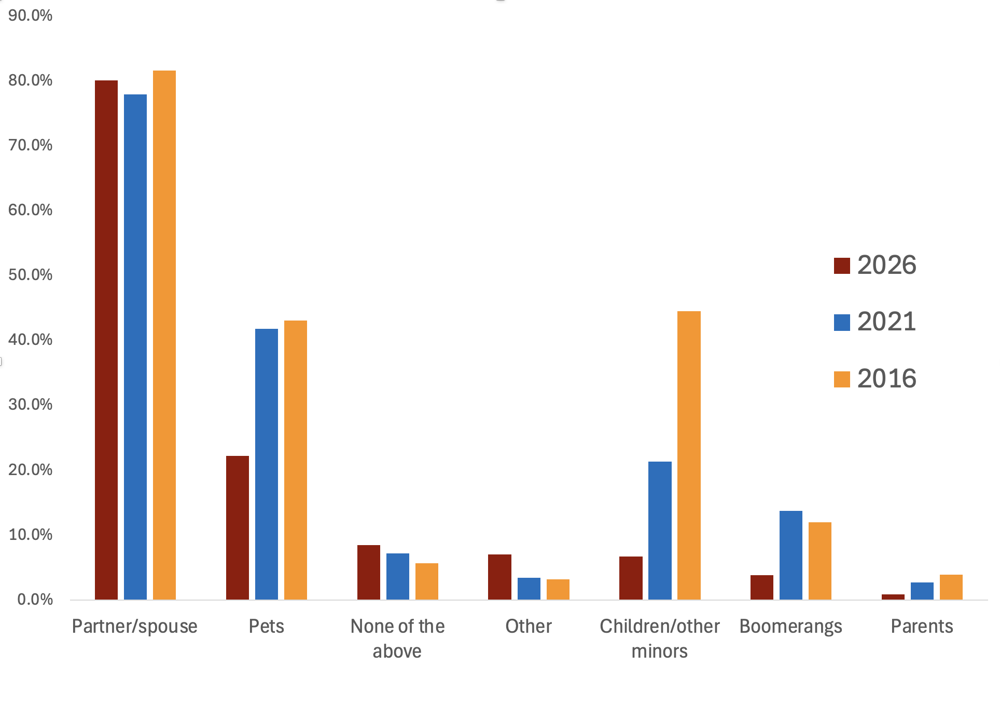 90.0%
80.0%
70.0%
60.0%
50.0%
40.0%
30.0%
20.0%
10.0%
0.0%
2026
2021
2016
Partner/spouse
Pets
None of the
above
Other
Children/other
minors
Boomerangs
Parents